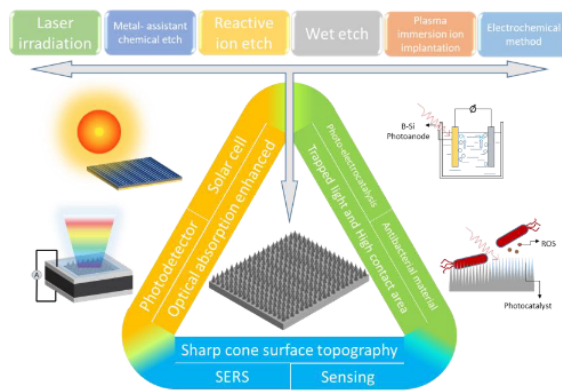 Laser
irradiation
Metal- assistant
chemical etch
Reactive
ion etch
Wet etch
Plasma
immersion ion
implantation
Electrochemical
method
B-Si
Photoanode
Solar cell
Photodetector
Optical absorption enhanced
Photo-electrocatalysis
Antibacterial material
Trapped light and High contact area
ROS
Photocatalyst
A
Sharp cone surface topography
SERS
Sensing